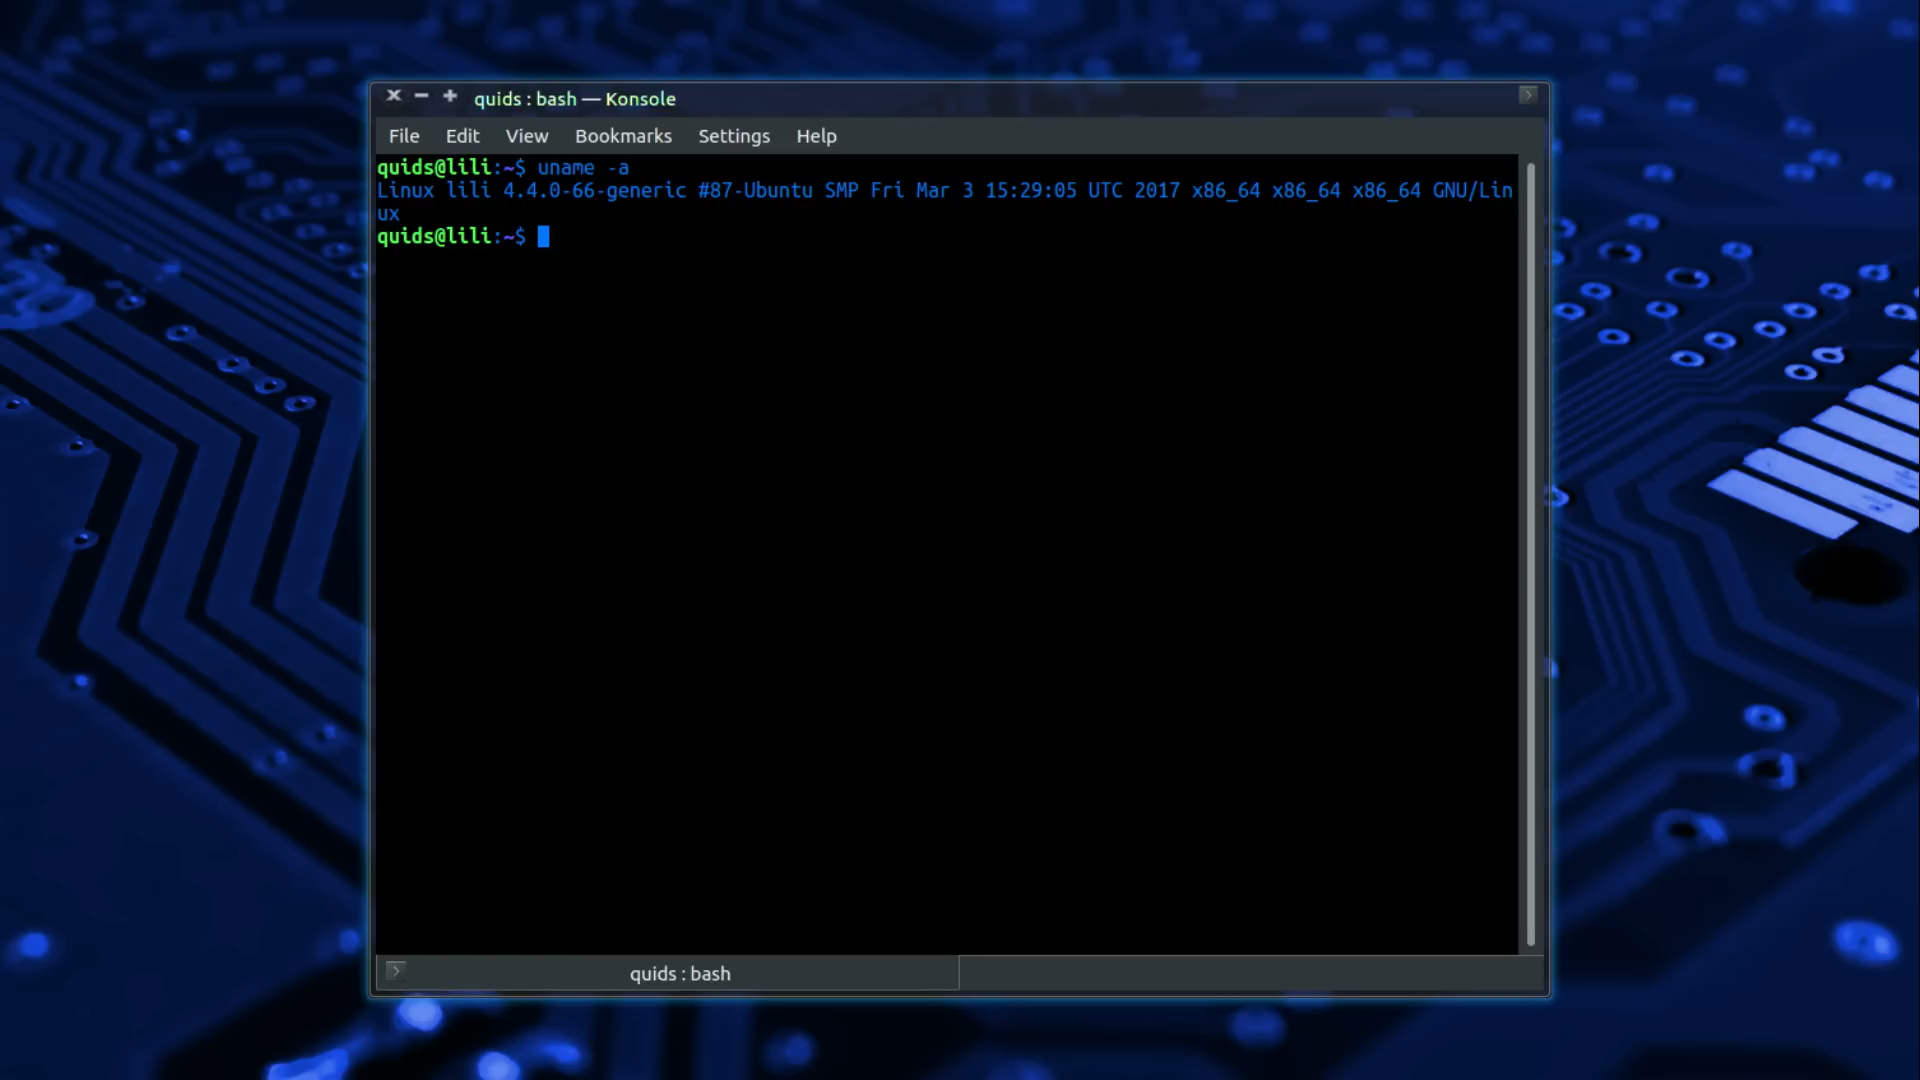 quids : bash — Konsole
File Edit View Bookmarks Settings Help
quids@lili:~$ uname -a
Linux lili 4.4.0-66-generic #87-Ubuntu SMP Fri Mar 3 15:29:05 UTC 2017 x86_64 x86_64 x86_64 GNU/Lin
ux
quids@lili:~$
quids : bash